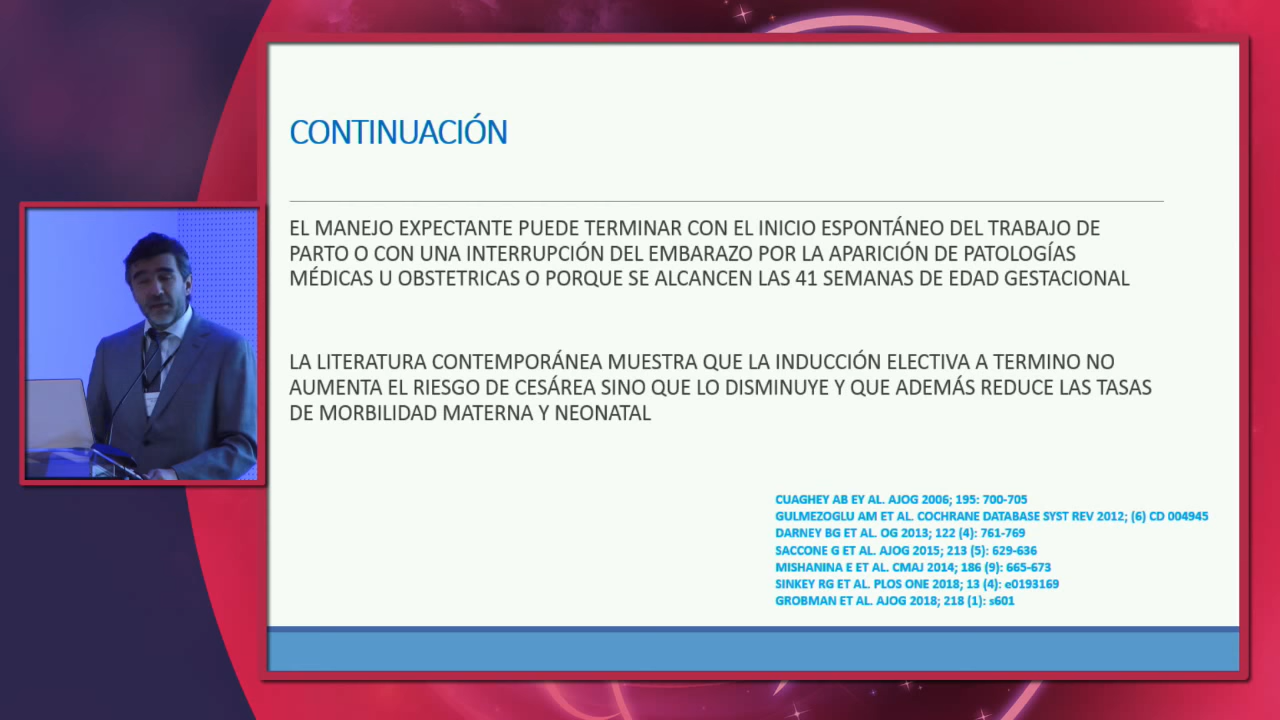 CONTINUACIÓN
EL MANEJO EXPECTANTE PUEDE TERMINAR CON EL INICIO ESPONTÁNEO DEL TRABAJO DE
PARTO O CON UNA INTERRUPCIÓN DEL EMBARAZO POR LA APARICIÓN DE PATOLOGÍAS
MÉDICAS U OBSTETRICAS O PORQUE SE ALCANCEN LAS 41 SEMANAS DE EDAD GESTACIONAL
LA LITERATURA CONTEMPORÁNEA MUESTRA QUE LA INDUCCIÓN ELECTIVA A TERMINO NO
AUMENTA EL RIESGO DE CESÁREA SINO QUE LO DISMINUYE Y QUE ADEMÁS REDUCE LAS TASAS
DE MORBILIDAD MATERNA Y NEONATAL
CUAGHEY AB EY AL. AJOG 2006; 195: 700-705
GULMEZOGLU AM ET AL. COCHRANE DATABASE SYST REV 2012; (6) CD 004945
DARNEY BG ET AL. OG 2013; 122 (4): 761-769
SACCONE G ET AL. AJOG 2015; 213 (5): 629-636
MISHANINA E ET AL. CMAJ 2014; 186 (9): 665-673
SINKEY RG ET AL. PLOS ONE 2018; 13 (4): e0193169
GROBMAN ET AL. AJOG 2018; 218 (1): s601